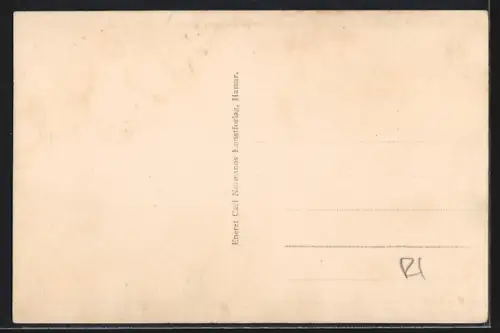 Eneret Carl Normanns Kunstforlag, Hamar.